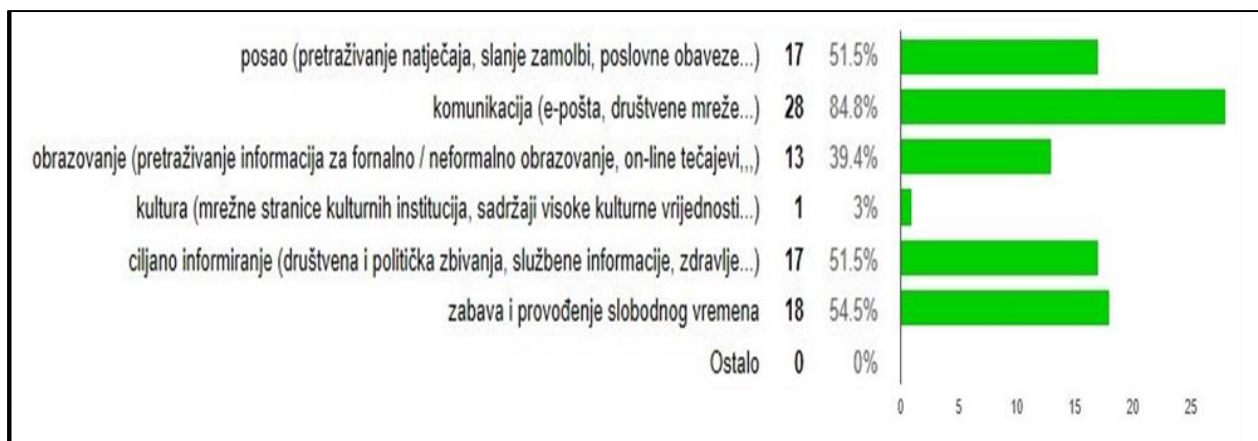 posao (pretraživanje natječaja, slanje zamolbi, poslovne obaveze...) 17 51.5%
komunikacija (e-pošta, društvene mreže...) 28 84.8%
obrazovanje (pretraživanje informacija za fornalno / neformalno obrazovanje, on-line tečajevi,,,) 13 39.4%
kultura (mrežne stranice kulturnih institucija, sadržaji visoke kulturne vrijednosti...) 1 3%
ciljano informiranje (društvena i politička zbivanja, službene informacije, zdravlje...) 17 51.5%
zabava i provođenje slobodnog vremena 18 54.5%
Ostalo 0 0%
0 5 10 15 20 25